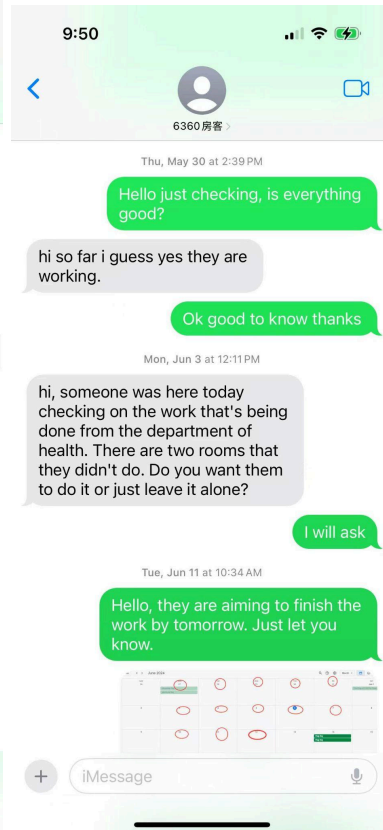 9:50
6360房客
Thu, May 30 at 2:39 PM
Hello just checking, is everything
good?
hi so far i guess yes they are
working.
Ok good to know thanks
Mon, Jun 3 at 12:11 PM
hi, someone was here today
checking on the work that's being
done from the department of
health. There are two rooms that
they didn't do. Do you want them
to do it or just leave it alone?
I will ask
Tue, Jun 11 at 10:34 AM
Hello, they are aiming to finish the
work by tomorrow. Just let you
know.
iMessage